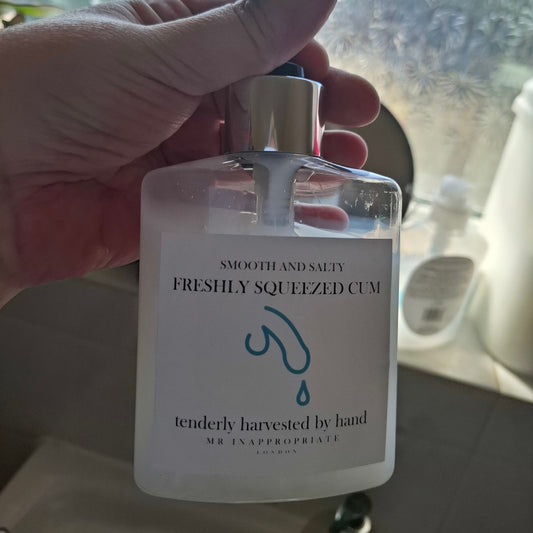 SMOOTH AND SALTY
FRESHLY SQUEEZED CUM
tenderly harvested by hand
MR INAPPROPRIATE
LONDON